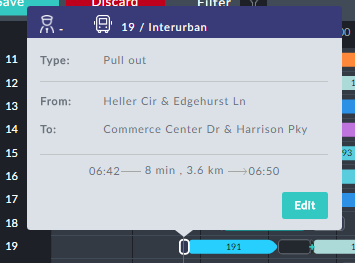 Save
Discard
Filter
- 19 / Interurban
Type: Pull out
From: Heller Cir & Edgehurst Ln
To: Commerce Center Dr & Harrison Pky
06:42 8 min , 3.6 km 06:50
Edit
11
12
13
14
15
16
17
18
19
191